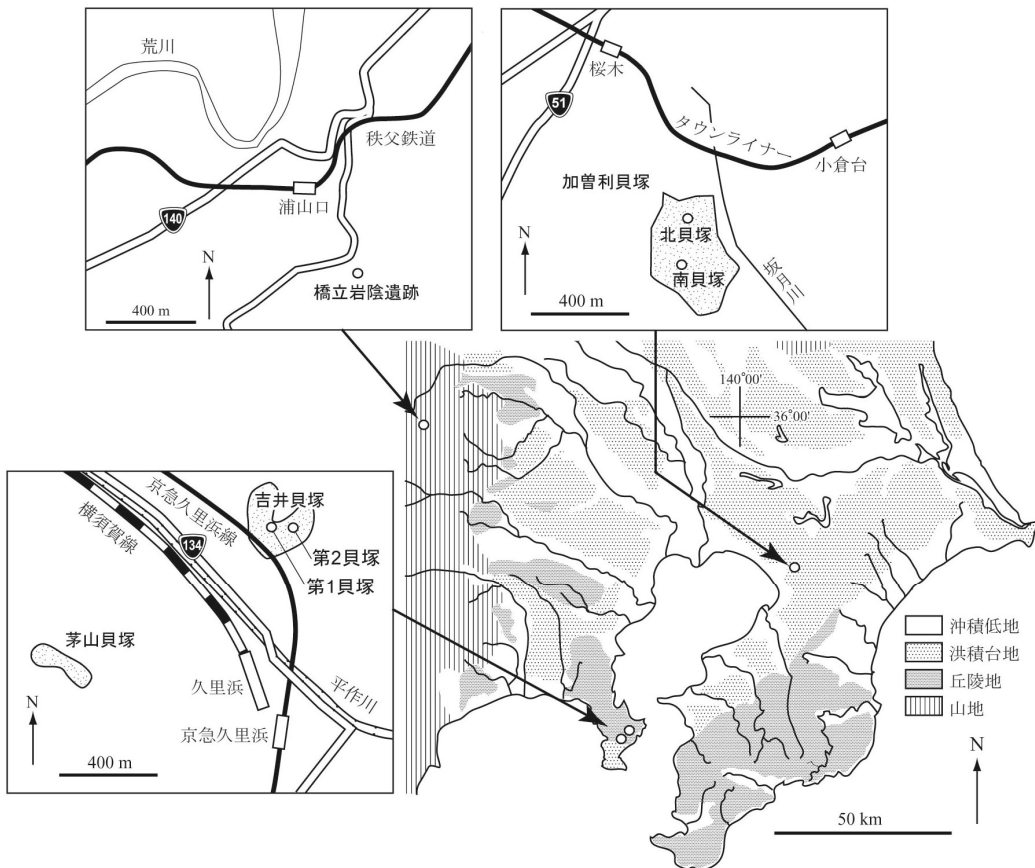 荒川
秩父鉄道
浦山口
140
N
橋立岩陰遺跡
400 m
桜木
51
タウンライナー
小倉台
加曽利貝塚
北貝塚
南貝塚
坂月川
N
400 m
140°00′
36°00′
京急久里浜線
横須賀線
134
吉井貝塚
第2貝塚
第1貝塚
茅山貝塚
久里浜
平作川
京急久里浜
N
400 m
沖積低地
洪積台地
丘陵地
山地
N
50 km